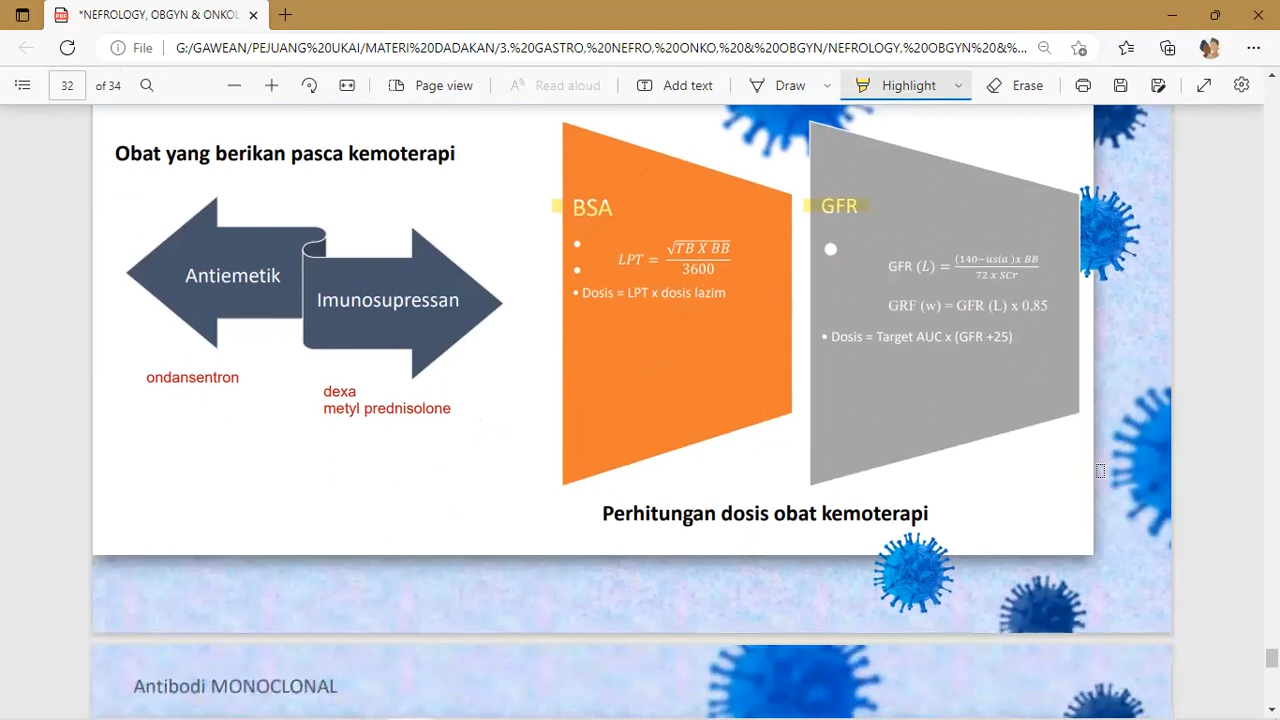 *NEFROLOGY, OBGYN & ONKOL
File
G:/GAWEAN/PEJUANG%20UKAI/MATERI%20DADAKAN/3.%20GASTRO,%20NEFRO,%20ONKO,%20&%20OBGYN/NEFROLOGY,%20OBGYN%20&%...
32 of 34
Page view
Read aloud
Add text
Draw
Highlight
Erase
Obat yang berikan pasca kemoterapi
Antiemetik
Imunosupressan
ondansentron
dexa
metyl prednisolone
BSA
LPT = √TB X BB / 3600
• Dosis = LPT x dosis lazim
GFR
GFR (L) = (140−usia )x BB / 72 x SCr
GRF (w) = GFR (L) x 0,85
• Dosis = Target AUC x (GFR +25)
Perhitungan dosis obat kemoterapi
Antibodi MONOCLONAL